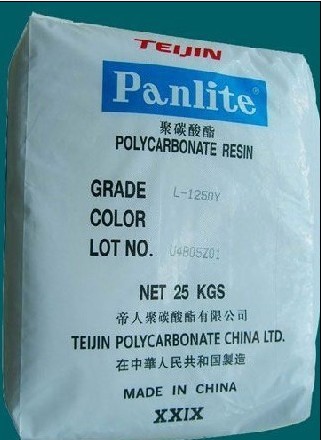 TEIJIN
Panlite®
聚碳酸酯
POLYCARBONATE RESIN
GRADE L-125MY
COLOR
LOT NO. U4805Z01
NET 25 KGS
帝人聚碳酸酯有限公司
TEIJIN POLYCARBONATE CHINA LTD.
在中華人民共和国製造
MADE IN CHINA
XXIX